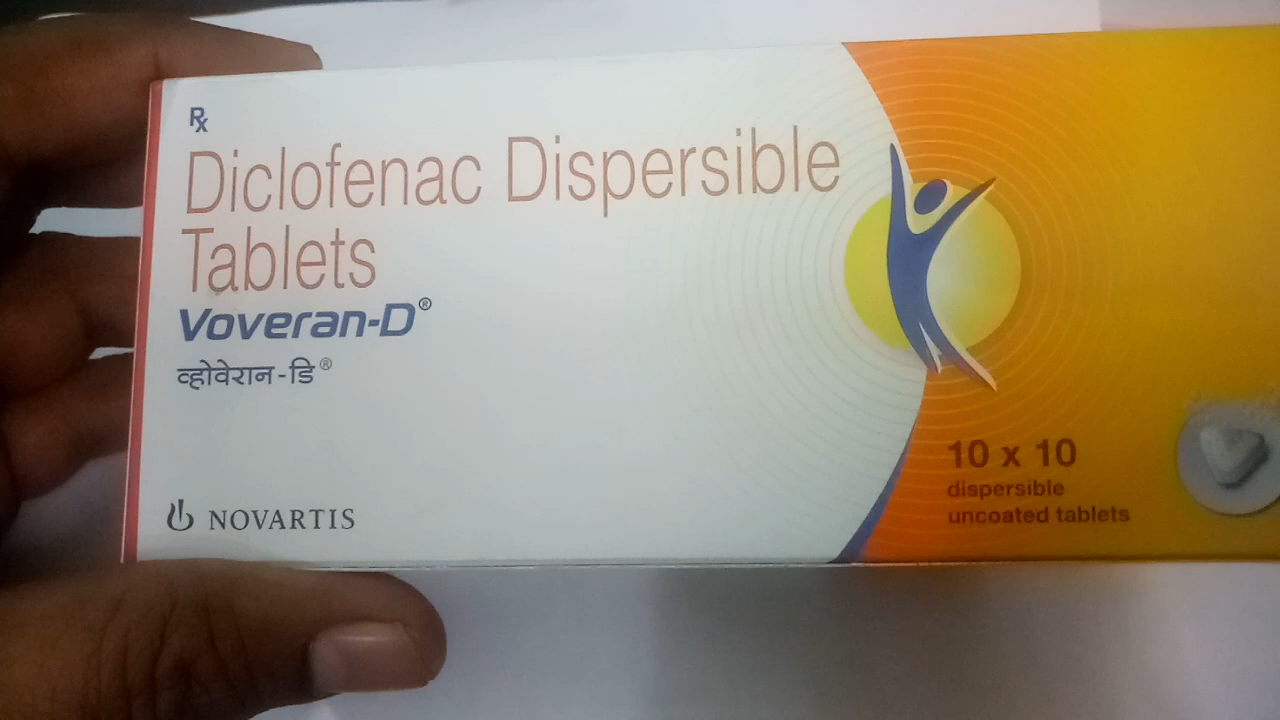 Rx
Diclofenac Dispersible
Tablets
Voveran-D®
व्होवेरान-डि®
NOVARTIS
10 x 10
dispersible
uncoated tablets